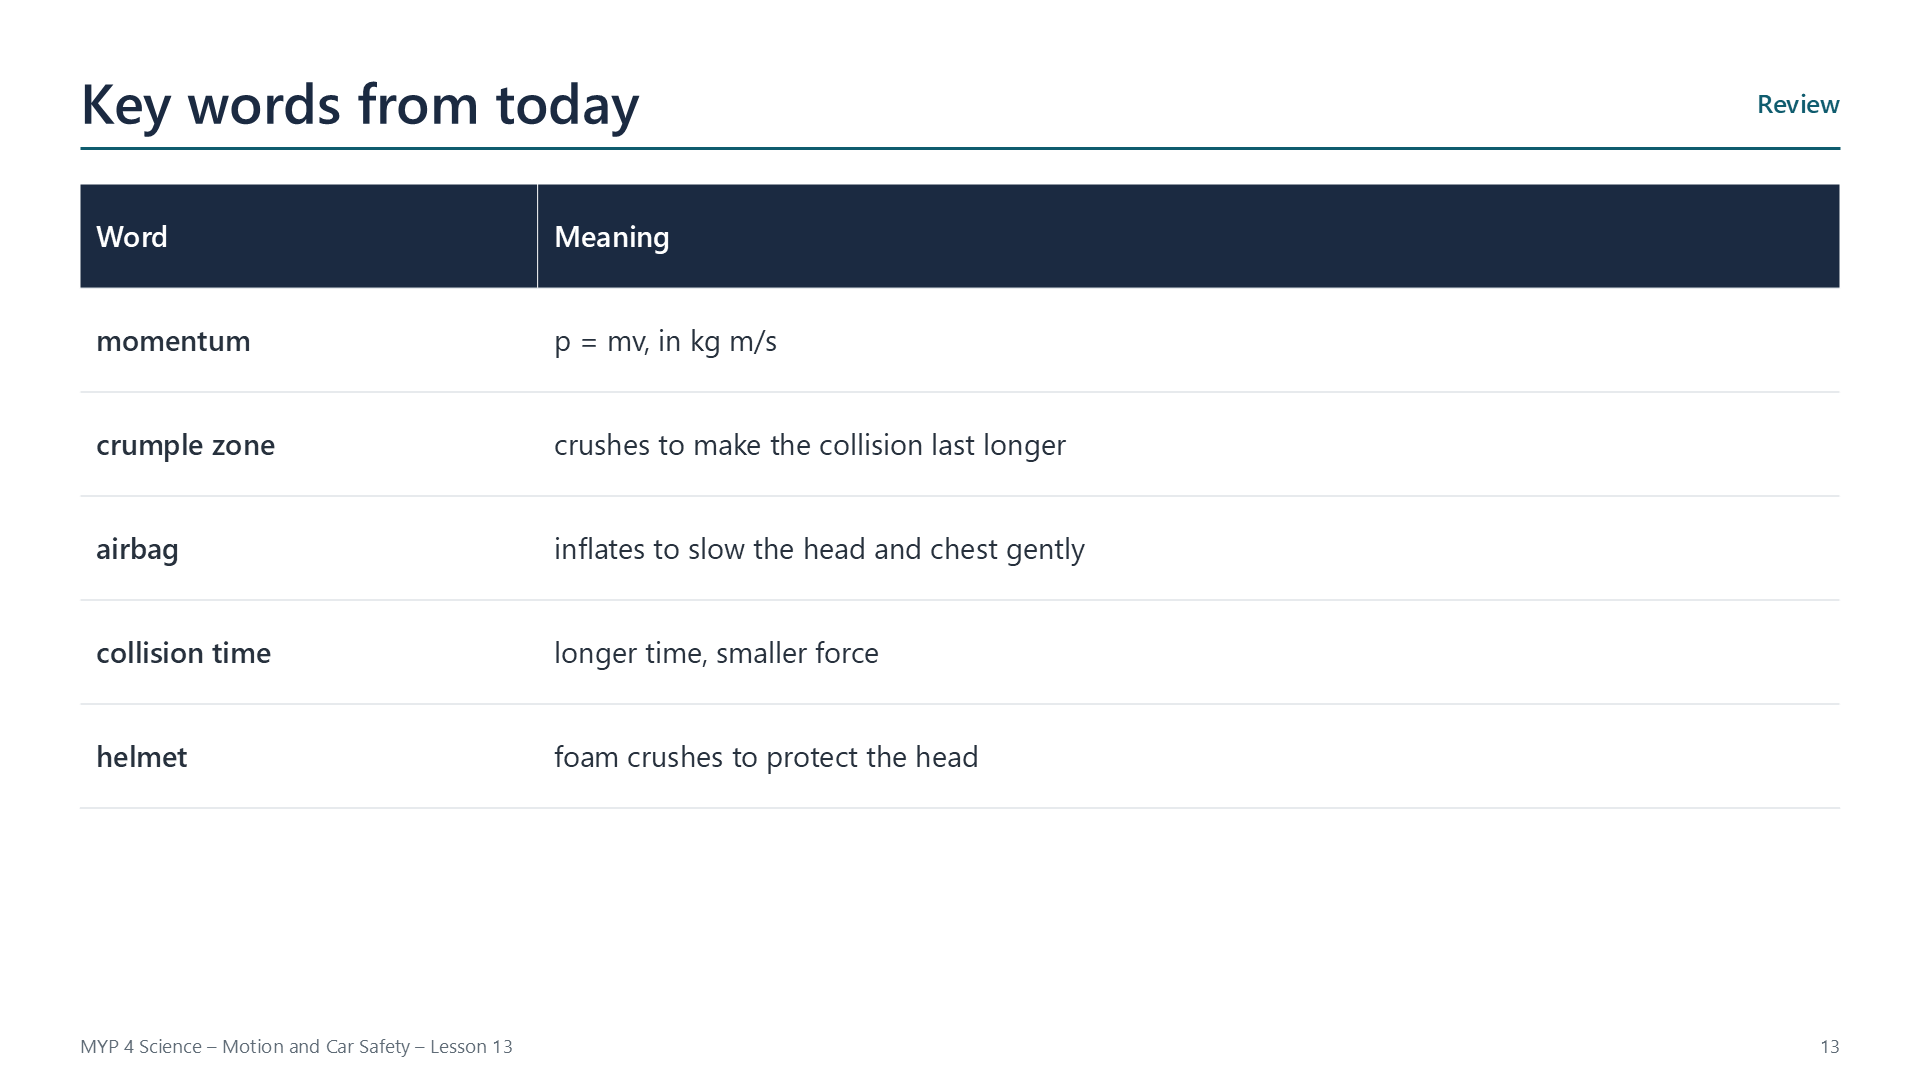 Key words from today
Review
Word Meaning
momentum p = mv, in kg m/s
crumple zone crushes to make the collision last longer
airbag inflates to slow the head and chest gently
collision time longer time, smaller force
helmet foam crushes to protect the head
MYP 4 Science – Motion and Car Safety – Lesson 13
13